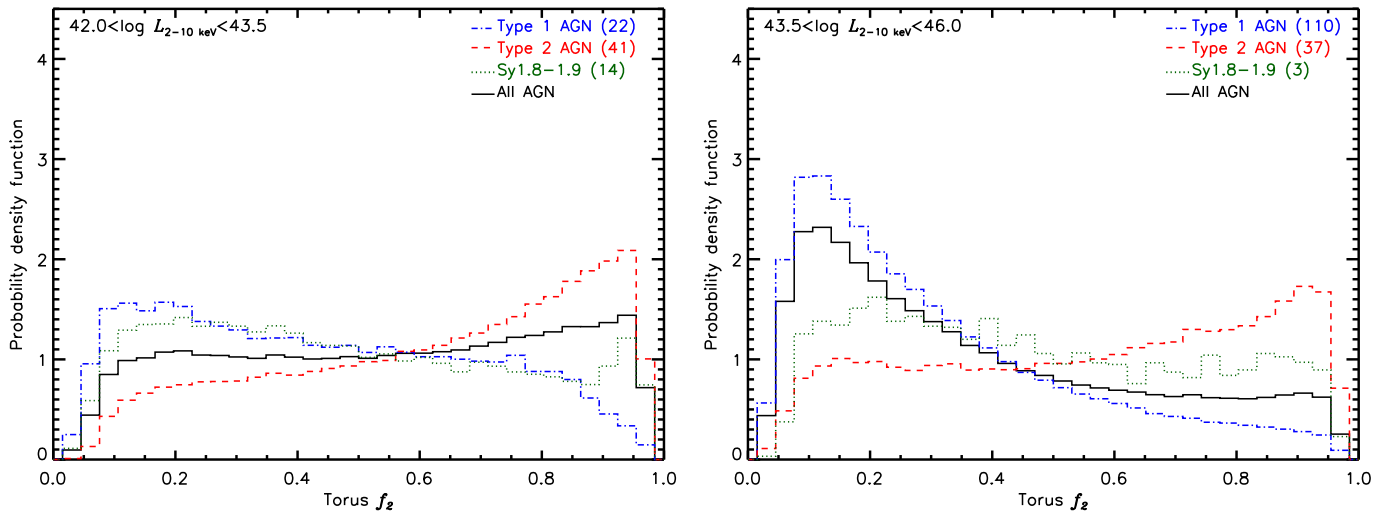 42.0<log L2−10 keV<43.5
Type 1 AGN (22)
Type 2 AGN (41)
Sy1.8−1.9 (14)
All AGN
Probability density function
4
3
2
1
0
0.0 0.2 0.4 0.6 0.8 1.0
Torus f2
43.5<log L2−10 keV<46.0
Type 1 AGN (110)
Type 2 AGN (37)
Sy1.8−1.9 (3)
All AGN
Probability density function
4
3
2
1
0
0.0 0.2 0.4 0.6 0.8 1.0
Torus f2